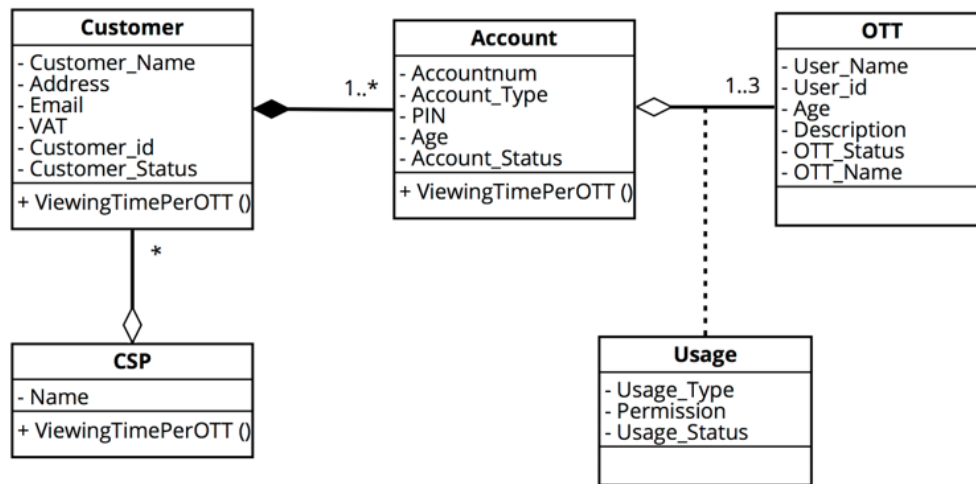 Customer
- Customer_Name
- Address
- Email
- VAT
- Customer_id
- Customer_Status
+ ViewingTimePerOTT ()
1..*
Account
- Accountnum
- Account_Type
- PIN
- Age
- Account_Status
+ ViewingTimePerOTT ()
1..3
OTT
- User_Name
- User_id
- Age
- Description
- OTT_Status
- OTT_Name
*
CSP
- Name
+ ViewingTimePerOTT ()
Usage
- Usage_Type
- Permission
- Usage_Status